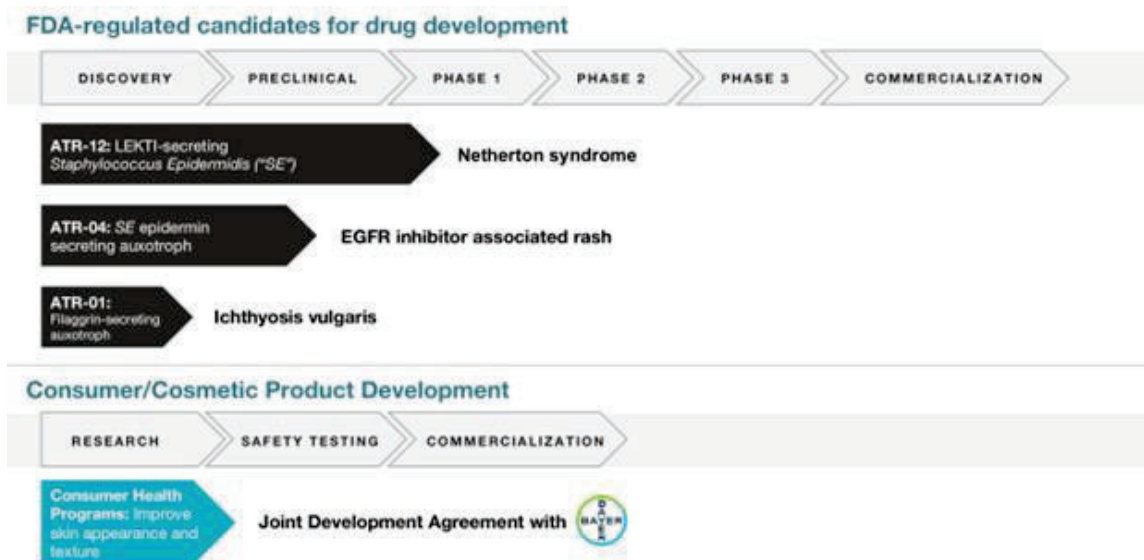 FDA-regulated candidates for drug development
DISCOVERY PRECLINICAL PHASE 1 PHASE 2 PHASE 3 COMMERCIALIZATION
ATR-12: LEKTI-secreting
Staphylococcus Epidermidis ("SE")
Netherton syndrome
ATR-04: SE epidermin
secreting auxotroph
EGFR inhibitor associated rash
ATR-01:
Filaggrin-secreting
auxotroph
Ichthyosis vulgaris
Consumer/Cosmetic Product Development
RESEARCH SAFETY TESTING COMMERCIALIZATION
Consumer Health
Programs: Improve
skin appearance and
texture
Joint Development Agreement with
BAYER